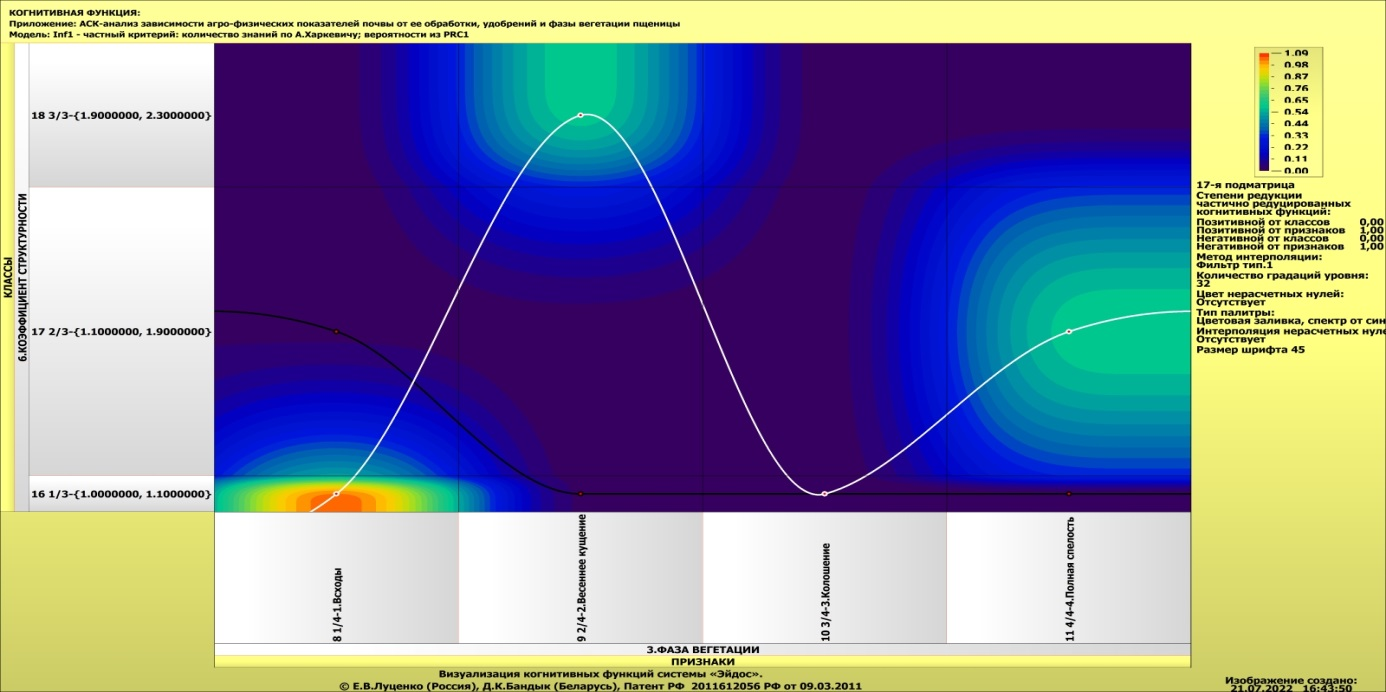 КОГНИТИВНАЯ ФУНКЦИЯ:
Приложение: АСК-анализ зависимости агро-физических показателей почвы от ее обработки, удобрений и фазы вегетации пщеницы
Модель: Inf1 - частный критерий: количество знаний по А.Харкевичу; вероятности из PRC1
КЛАССЫ
6.КОЭФФИЦИЕНТ СТРУКТУРНОСТИ
18 3/3-{1.9000000, 2.3000000}
17 2/3-{1.1000000, 1.9000000}
16 1/3-{1.0000000, 1.1000000}
8 1/4-1.Всходы
9 2/4-2.Весеннее кущение
10 3/4-3.Колошение
11 4/4-4.Полная спелость
3.ФАЗА ВЕГЕТАЦИИ
ПРИЗНАКИ
1.09
0.98
0.87
0.76
0.65
0.54
0.44
0.33
0.22
0.11
0.00
17-я подматрица
Степени редукции
частично редуцированных
когнитивных функций:
Позитивной от классов 0,00
Позитивной от признаков 1,00
Негативной от классов 0,00
Негативной от признаков 1,00
Метод интерполяции:
Фильтр тип.1
Количество градаций уровня:
32
Цвет нерасчетных нулей:
Отсутствует
Тип палитры:
Цветовая заливка, спектр от син
Интерполяция нерасчетных нуле
Отсутствует
Размер шрифта 45
Визуализация когнитивных функций системы «Эйдос».
© Е.В.Луценко (Россия), Д.К.Бандык (Беларусь), Патент РФ 2011612056 РФ от 09.03.2011
Изображение создано:
21.07.2022 16:43:50